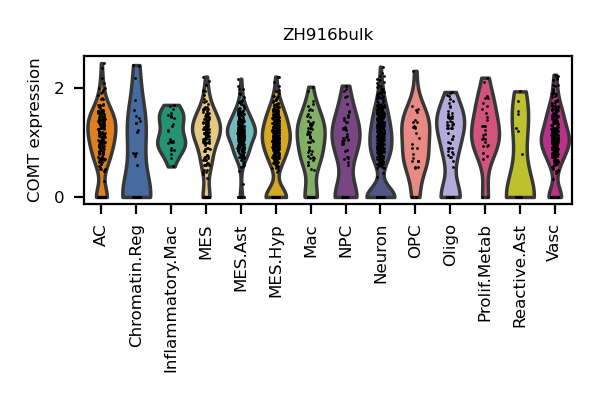 ZH916bulk
COMT expression
2
0
AC
Chromatin.Reg
Inflammatory.Mac
MES
MES.Ast
MES.Hyp
Mac
NPC
Neuron
OPC
Oligo
Prolif.Metab
Reactive.Ast
Vasc